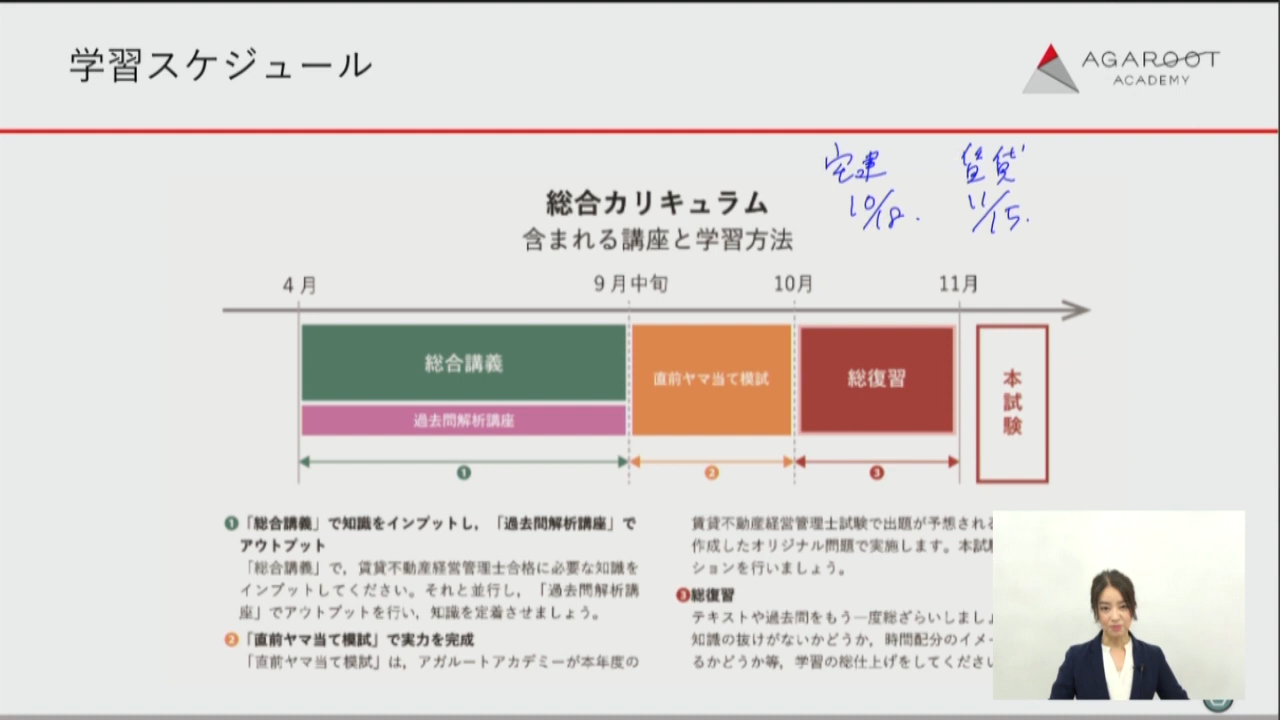 学習スケジュール
AGAROOT
ACADEMY
宅建 賃貸
10/18. 11/15.
総合カリキュラム
含まれる講座と学習方法
4月 9月中旬 10月 11月
総合講義
過去問解析講座
直前ヤマ当て模試
総復習
本試験
1 2 3
1「総合講義」で知識をインプットし，「過去問解析講座」で
アウトプット
「総合講義」で，賃貸不動産経営管理士合格に必要な知識を
インプットしてください。それと並行し，「過去問解析講
座」でアウトプットを行い，知識を定着させましょう。
2「直前ヤマ当て模試」で実力を完成
「直前ヤマ当て模試」は，アガルートアカデミーが本年度の
賃貸不動産経営管理士試験で出題が予想される
作成したオリジナル問題で実施します。本試
ションを行いましょう。
3総復習
テキストや過去問をもう一度総ざらいしまし
知識の抜けがないかどうか，時間配分のイメー
るかどうか等，学習の総仕上げをしてください